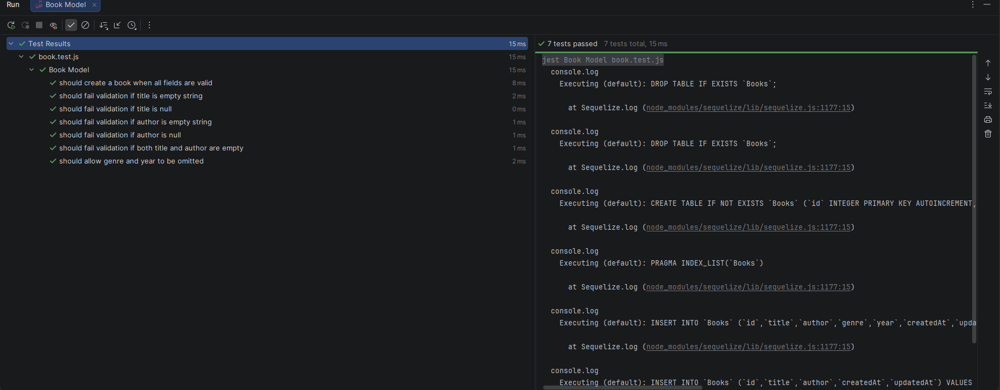 Run Book Model
Test Results 15 ms
book.test.js 15 ms
Book Model 15 ms
should create a book when all fields are valid 8 ms
should fail validation if title is empty string 2 ms
should fail validation if title is null 0 ms
should fail validation if author is empty string 1 ms
should fail validation if author is null 1 ms
should fail validation if both title and author are empty 1 ms
should allow genre and year to be omitted 2 ms
7 tests passed 7 tests total, 15 ms
jest Book Model book.test.js
console.log
Executing (default): DROP TABLE IF EXISTS `Books`;
at Sequelize.log (node_modules/sequelize/lib/sequelize.js:1177:15)
console.log
Executing (default): DROP TABLE IF EXISTS `Books`;
at Sequelize.log (node_modules/sequelize/lib/sequelize.js:1177:15)
console.log
Executing (default): CREATE TABLE IF NOT EXISTS `Books` (`id` INTEGER PRIMARY KEY AUTOINCREMENT,
at Sequelize.log (node_modules/sequelize/lib/sequelize.js:1177:15)
console.log
Executing (default): PRAGMA INDEX_LIST(`Books`)
at Sequelize.log (node_modules/sequelize/lib/sequelize.js:1177:15)
console.log
Executing (default): INSERT INTO `Books` (`id`,`title`,`author`,`genre`,`year`,`createdAt`,`upda
at Sequelize.log (node_modules/sequelize/lib/sequelize.js:1177:15)
console.log
Executing (default): INSERT INTO `Books` (`id`,`title`,`author`,`createdAt`,`updatedAt`) VALUES